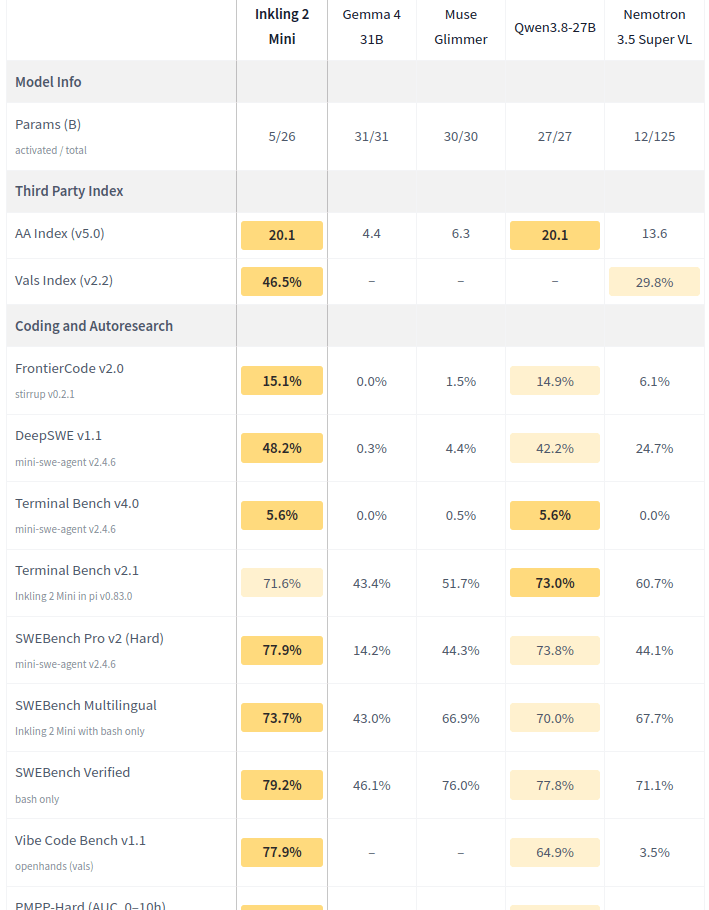 Inkling 2 Mini Gemma 4 31B Muse Glimmer Qwen3.8-27B Nemotron 3.5 Super VL
Model Info
Params (B) 5/26 31/31 30/30 27/27 12/125
activated / total
Third Party Index
AA Index (v5.0) 20.1 4.4 6.3 20.1 13.6
Vals Index (v2.2) 46.5% – – – 29.8%
Coding and Autoresearch
FrontierCode v2.0 15.1% 0.0% 1.5% 14.9% 6.1%
stirrup v0.2.1
DeepSWE v1.1 48.2% 0.3% 4.4% 42.2% 24.7%
mini-swe-agent v2.4.6
Terminal Bench v4.0 5.6% 0.0% 0.5% 5.6% 0.0%
mini-swe-agent v2.4.6
Terminal Bench v2.1 71.6% 43.4% 51.7% 73.0% 60.7%
Inkling 2 Mini in pi v0.83.0
SWEBench Pro v2 (Hard) 77.9% 14.2% 44.3% 73.8% 44.1%
mini-swe-agent v2.4.6
SWEBench Multilingual 73.7% 43.0% 66.9% 70.0% 67.7%
Inkling 2 Mini with bash only
SWEBench Verified 79.2% 46.1% 76.0% 77.8% 71.1%
bash only
Vibe Code Bench v1.1 77.9% – – 64.9% 3.5%
openhands (vals)
PMPP-Hard (AUC, 0–10h)